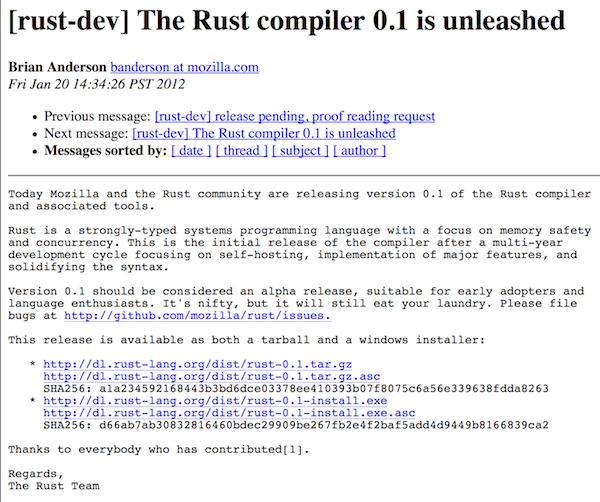 [rust-dev] The Rust compiler 0.1 is unleashed
Brian Anderson banderson at mozilla.com
Fri Jan 20 14:34:26 PST 2012
• Previous message: [rust-dev] release pending, proof reading request
• Next message: [rust-dev] The Rust compiler 0.1 is unleashed
• Messages sorted by: [ date ] [ thread ] [ subject ] [ author ]
Today Mozilla and the Rust community are releasing version 0.1 of the Rust compiler
and associated tools.
Rust is a strongly-typed systems programming language with a focus on memory safety
and concurrency. This is the initial release of the compiler after a multi-year
development cycle focusing on self-hosting, implementation of major features, and
solidifying the syntax.
Version 0.1 should be considered an alpha release, suitable for early adopters and
language enthusiasts. It's nifty, but it will still eat your laundry. Please file
bugs at http://github.com/mozilla/rust/issues.
This release is available as both a tarball and a windows installer:
* http://dl.rust-lang.org/dist/rust-0.1.tar.gz
http://dl.rust-lang.org/dist/rust-0.1.tar.gz.asc
SHA256: a1a234592168443b3bd6dce03378ee410393b07f8075c6a56e339638fdda8263
* http://dl.rust-lang.org/dist/rust-0.1-install.exe
http://dl.rust-lang.org/dist/rust-0.1-install.exe.asc
SHA256: d66ab7ab30832816460bdec29909be267fb2e4f2baf5add4d9449b8166839ca2
Thanks to everybody who has contributed[1].
Regards,
The Rust Team